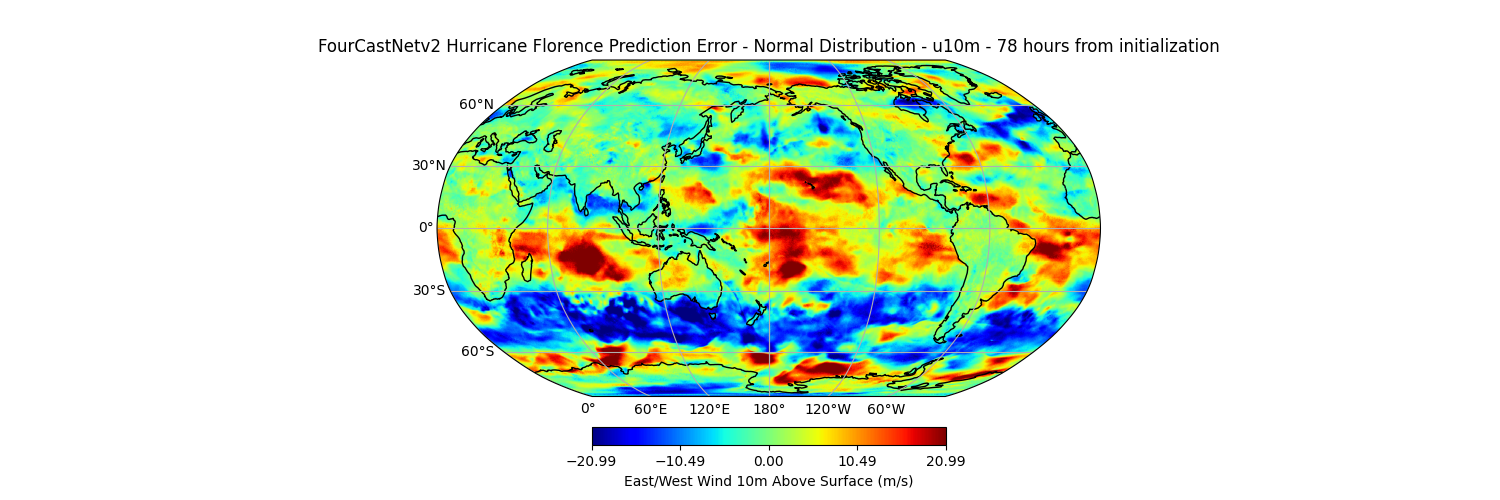 FourCastNetv2 Hurricane Florence Prediction Error - Normal Distribution - u10m - 78 hours from initialization
60°N
30°N
0°
30°S
60°S
0° 60°E 120°E 180° 120°W 60°W
−20.99 −10.49 0.00 10.49 20.99
East/West Wind 10m Above Surface (m/s)